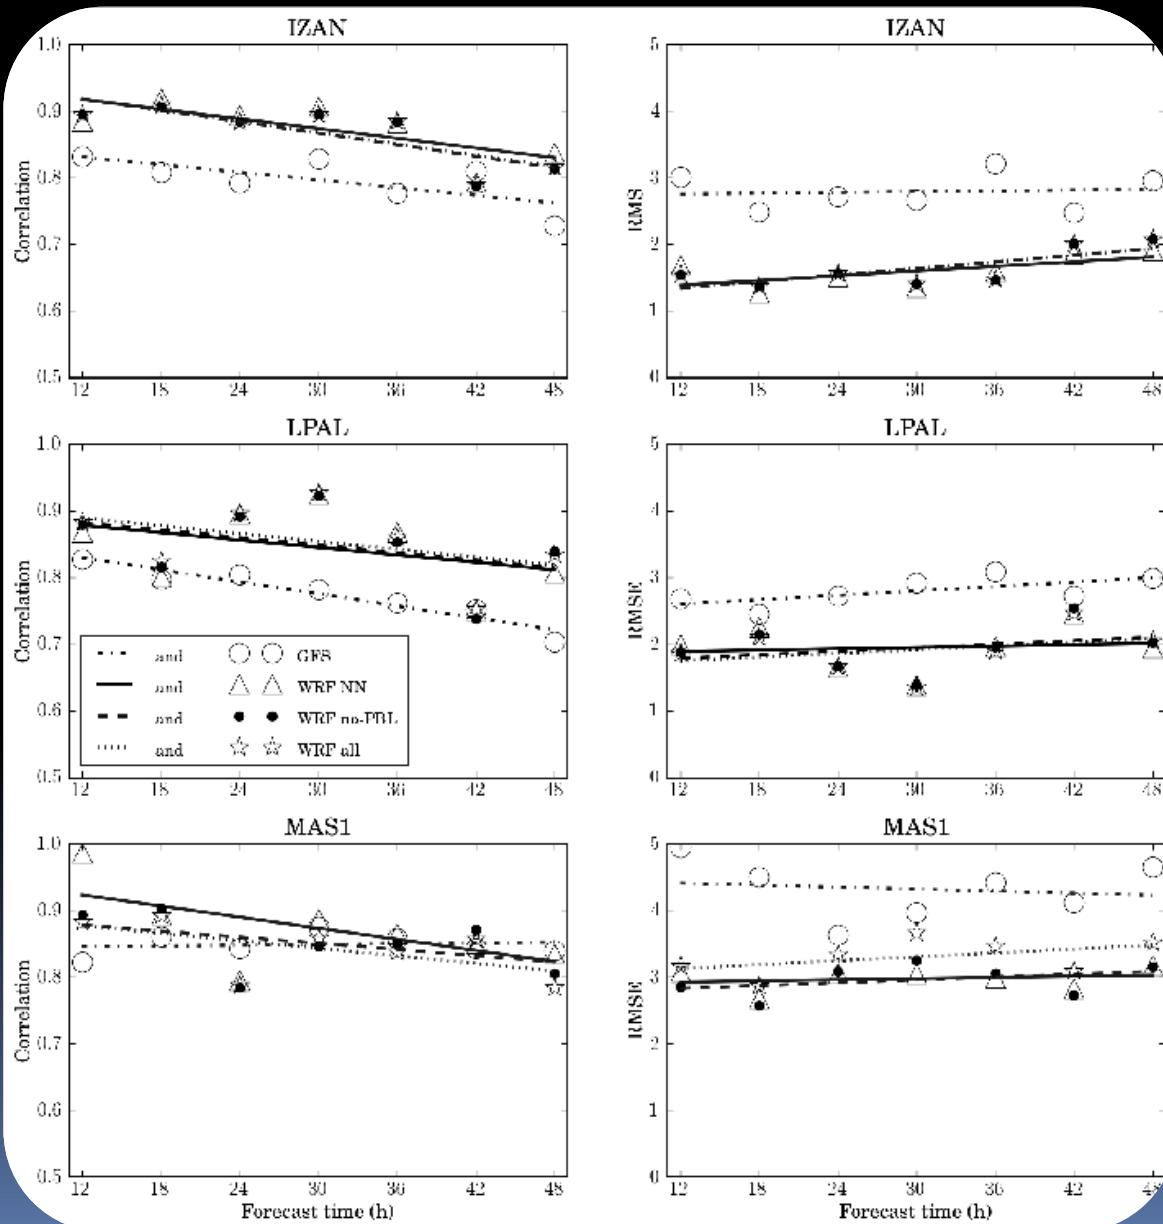 IZAN
1.0
0.9
0.8
0.7
0.6
0.5
Correlation
12 18 24 30 36 42 48
IZAN
5
4
3
2
1
0
RMS
12 18 24 30 36 42 48
LPAL
1.0
0.9
0.8
0.7
0.6
0.5
Correlation
and GFS
and WRF NN
and WRF no-PBL
and WRF all
12 18 24 30 36 42 48
LPAL
5
4
3
2
1
0
RMSE
12 18 24 30 36 42 48
MAS1
1.0
0.9
0.8
0.7
0.6
0.5
Correlation
12 18 24 30 36 42 48
Forecast time (h)
MAS1
5
4
3
2
1
0
RMSE
12 18 24 30 36 42 48
Forecast time (h)